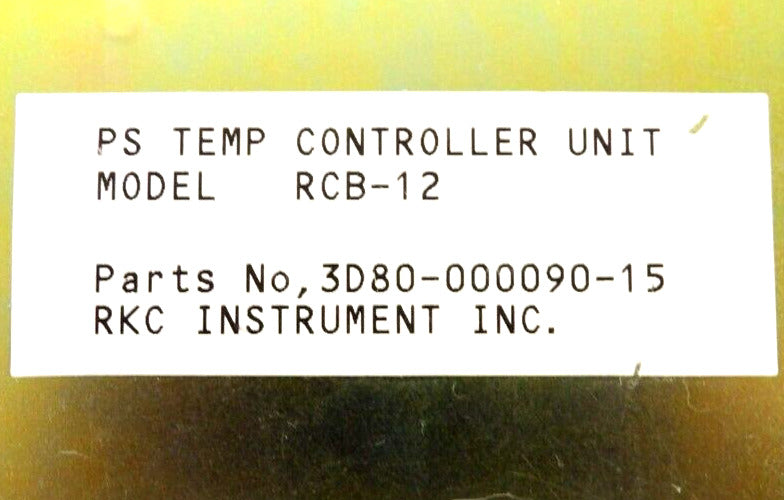 PS TEMP CONTROLLER UNIT
MODEL RCB-12
Parts No,3D80-000090-15
RKC INSTRUMENT INC.